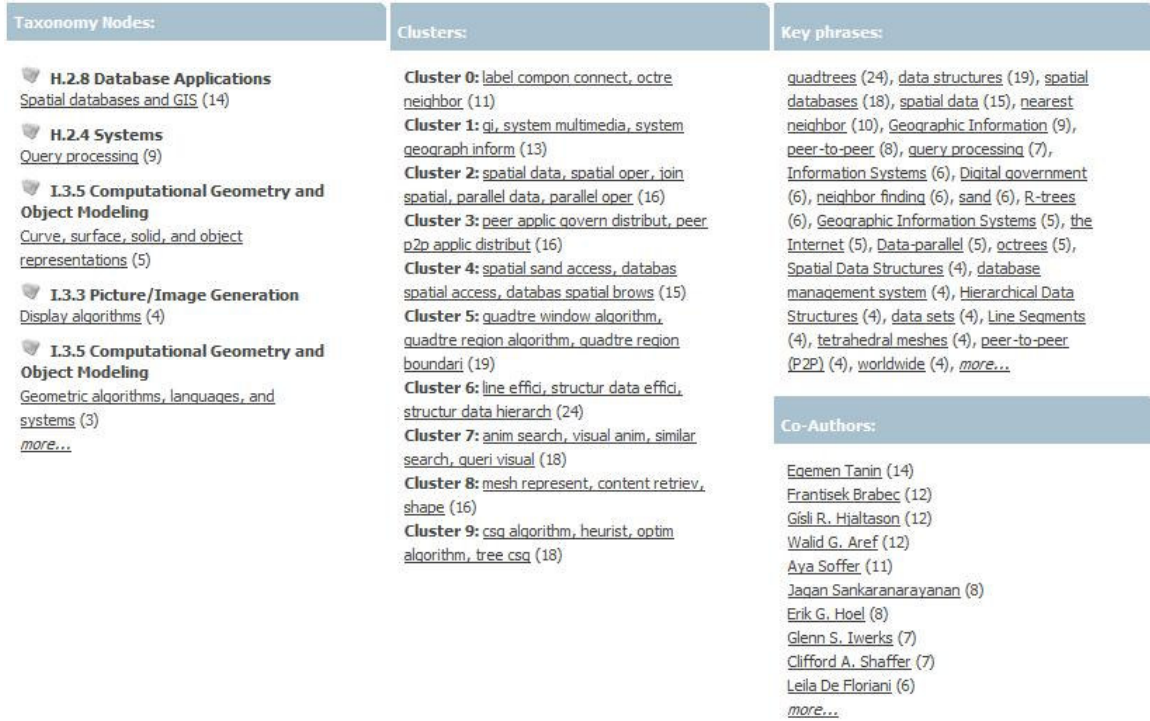 Taxonomy Nodes:
H.2.8 Database Applications
Spatial databases and GIS (14)
H.2.4 Systems
Query processing (9)
I.3.5 Computational Geometry and
Object Modeling
Curve, surface, solid, and object
representations (5)
I.3.3 Picture/Image Generation
Display algorithms (4)
I.3.5 Computational Geometry and
Object Modeling
Geometric algorithms, languages, and
systems (3)
more...
Clusters:
Cluster 0: label compon connect, octre
neighbor (11)
Cluster 1: gi, system multimedia, system
geograph inform (13)
Cluster 2: spatial data, spatial oper, join
spatial, parallel data, parallel oper (16)
Cluster 3: peer applic govern distribut, peer
p2p applic distribut (16)
Cluster 4: spatial sand access, databas
spatial access, databas spatial brows (15)
Cluster 5: quadtre window algorithm,
quadtre region algorithm, quadtre region
boundari (19)
Cluster 6: line effici, structur data effici,
structur data hierarch (24)
Cluster 7: anim search, visual anim, similar
search, queri visual (18)
Cluster 8: mesh represent, content retriev,
shape (16)
Cluster 9: csg algorithm, heurist, optim
algorithm, tree csg (18)
Key phrases:
quadtrees (24), data structures (19), spatial
databases (18), spatial data (15), nearest
neighbor (10), Geographic Information (9),
peer-to-peer (8), query processing (7),
Information Systems (6), Digital government
(6), neighbor finding (6), sand (6), R-trees
(6), Geographic Information Systems (5), the
Internet (5), Data-parallel (5), octrees (5),
Spatial Data Structures (4), database
management system (4), Hierarchical Data
Structures (4), data sets (4), Line Segments
(4), tetrahedral meshes (4), peer-to-peer
(P2P) (4), worldwide (4), more...
Co-Authors:
Egemen Tanin (14)
Frantisek Brabec (12)
Gísli R. Hjaltason (12)
Walid G. Aref (12)
Aya Soffer (11)
Jagan Sankaranarayanan (8)
Erik G. Hoel (8)
Glenn S. Iwerks (7)
Clifford A. Shaffer (7)
Leila De Floriani (6)
more...